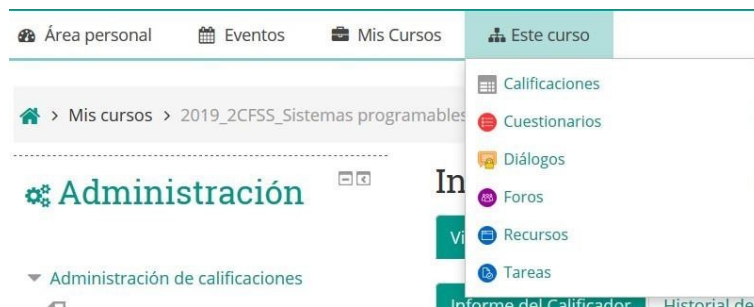 Área personal Eventos Mis Cursos Este curso
Calificaciones
> Mis cursos > 2019_2CFSS_Sistemas programables
Cuestionarios
Diálogos
Administración In
Foros
Vi
Recursos
Administración de calificaciones
Tareas
Informe del Calificador Historial de